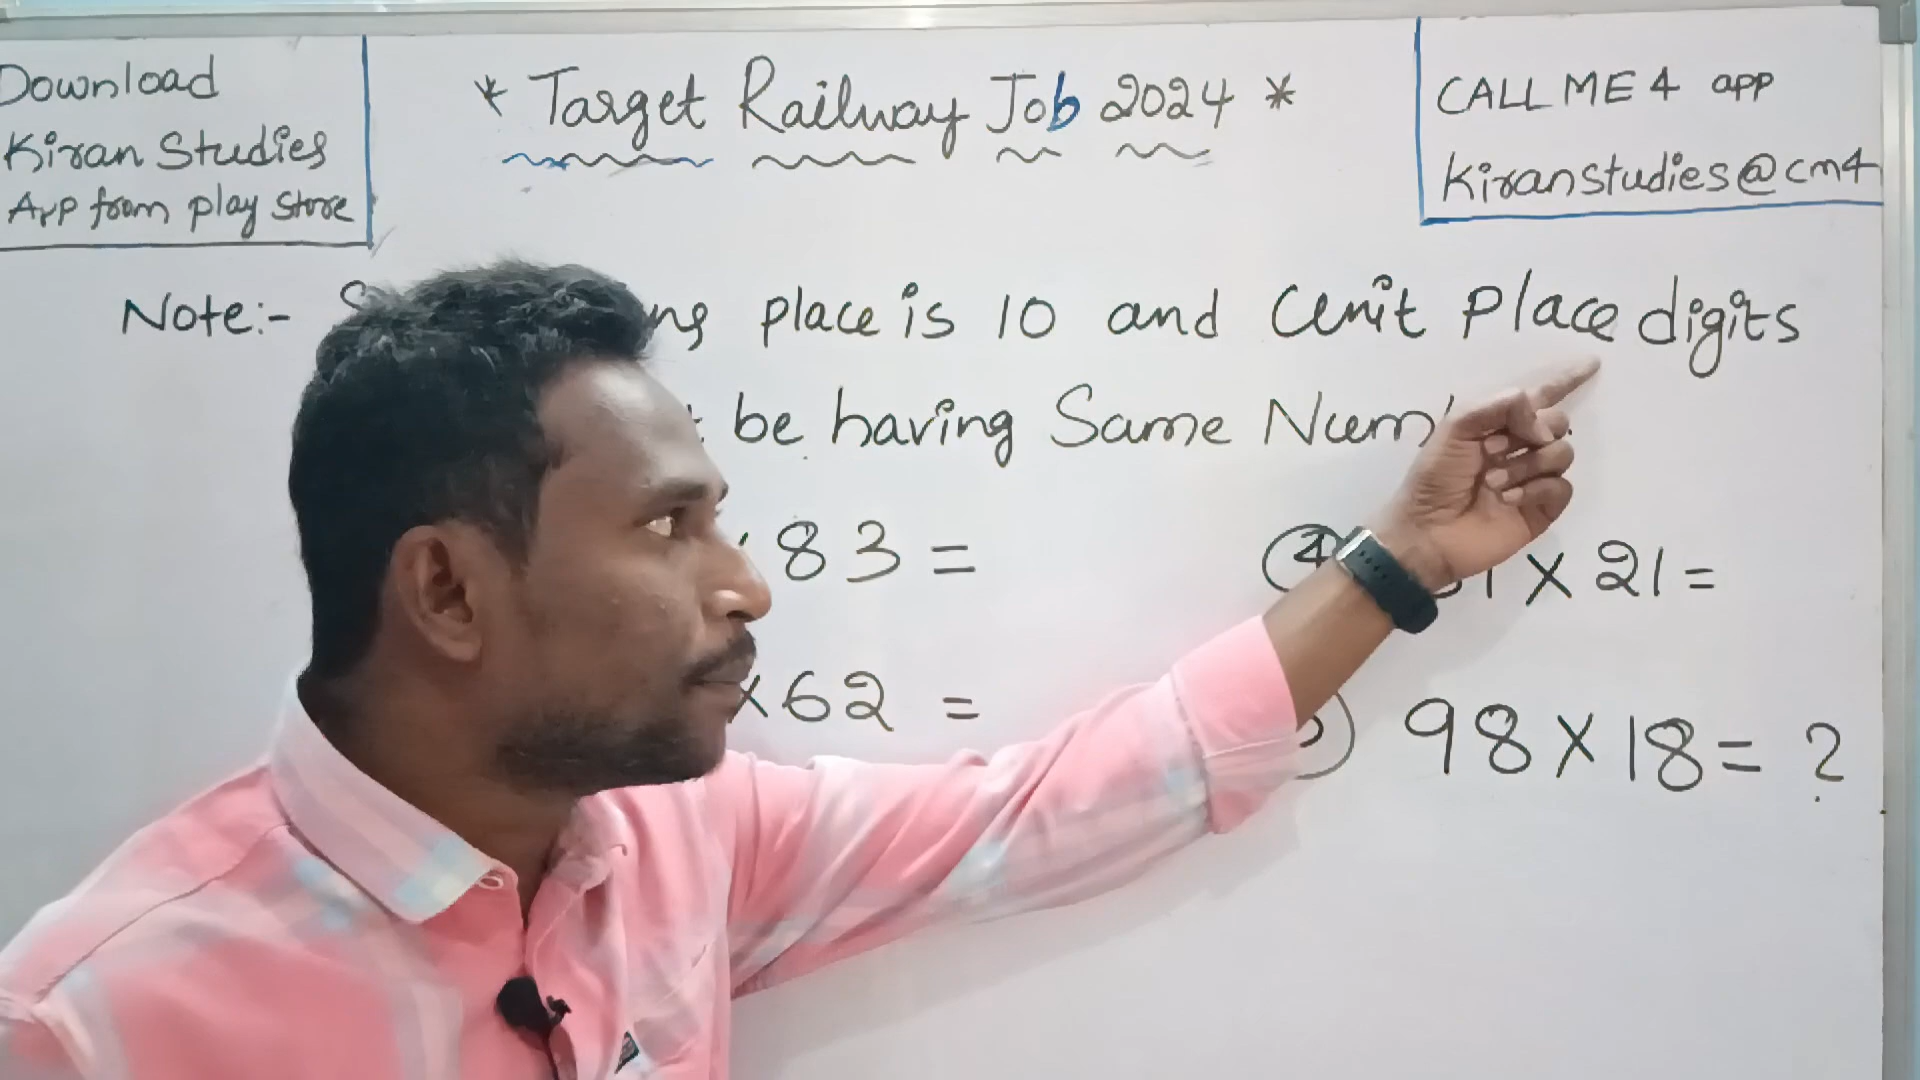 Download
Kiran Studies
App from play store
* Target Railway Job 2024 *
CALL ME 4 app
kiranstudies@cm4
Note:- place is 10 and Unit place digits
be having Same
83 =
④ × 21 =
×62 =
98 × 18 = ?